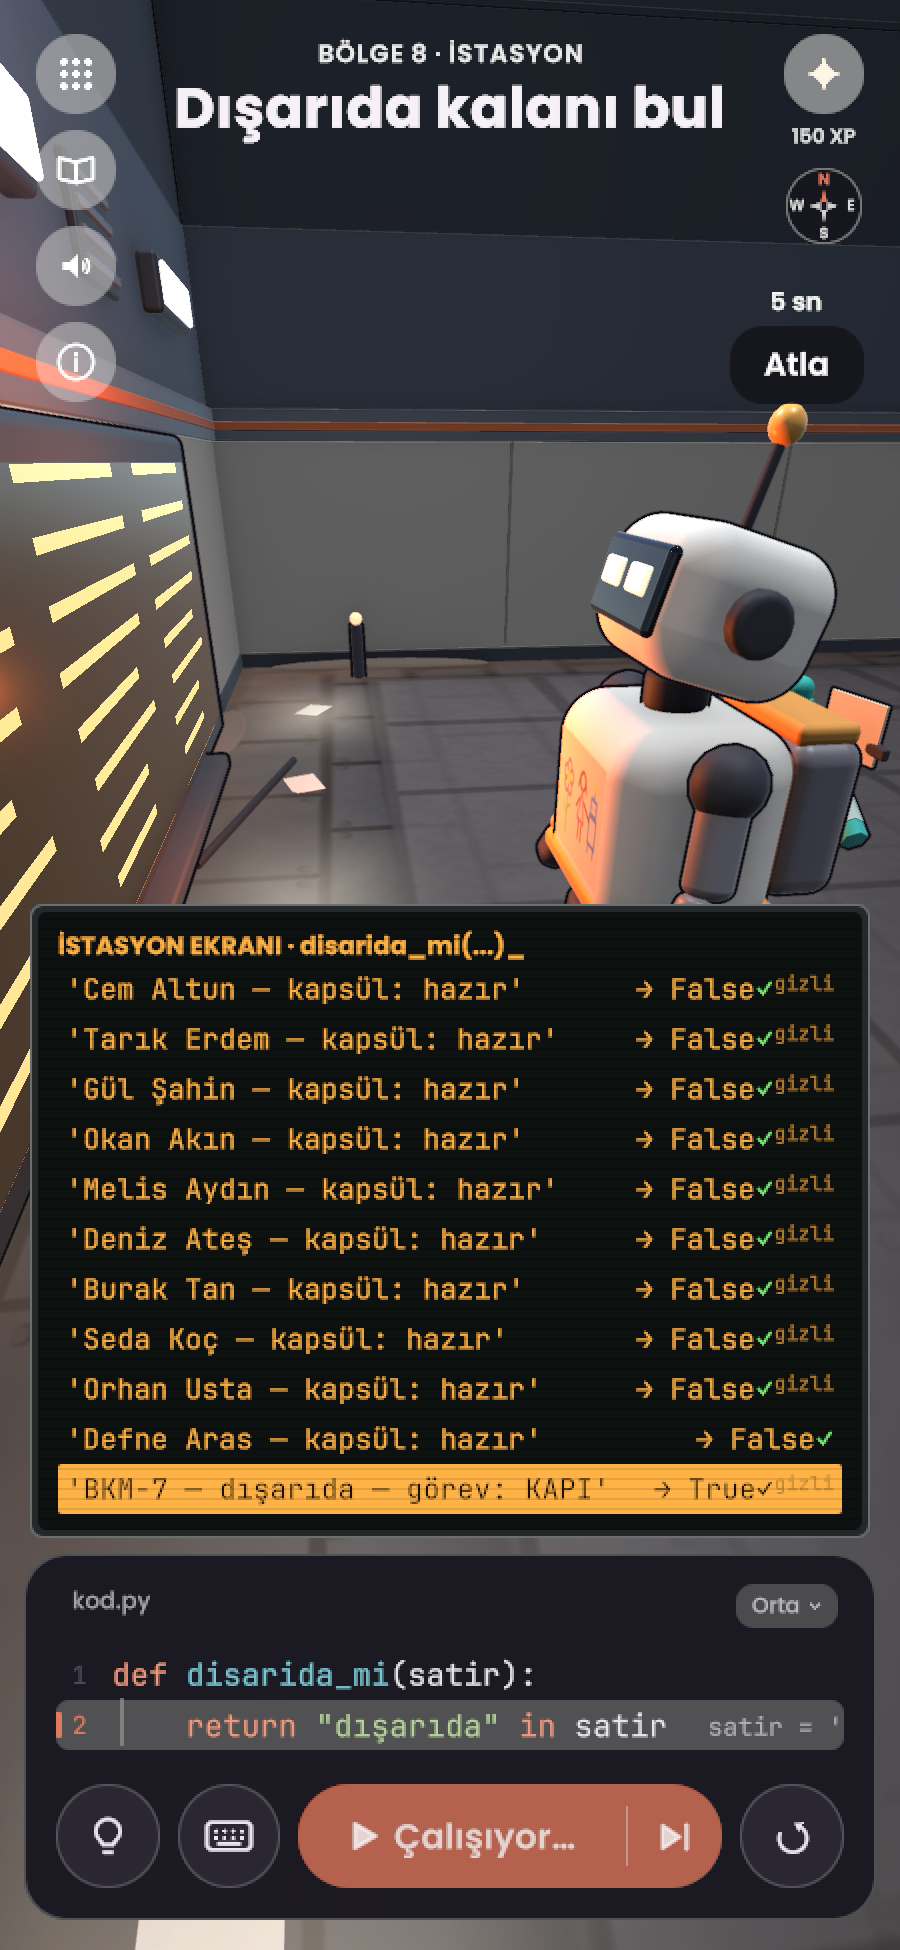 BÖLGE 8 · İSTASYON
Dışarıda kalanı bul
150 XP
N
W E
S
5 sn
Atla
İSTASYON EKRANI · disarida_mi(...)_
'Cem Altun — kapsül: hazır' → False✓gizli
'Tarık Erdem — kapsül: hazır' → False✓gizli
'Gül Şahin — kapsül: hazır' → False✓gizli
'Okan Akın — kapsül: hazır' → False✓gizli
'Melis Aydın — kapsül: hazır' → False✓gizli
'Deniz Ateş — kapsül: hazır' → False✓gizli
'Burak Tan — kapsül: hazır' → False✓gizli
'Seda Koç — kapsül: hazır' → False✓gizli
'Orhan Usta — kapsül: hazır' → False✓gizli
'Defne Aras — kapsül: hazır' → False✓
'BKM-7 — dışarıda — görev: KAPI' → True✓gizli
kod.py
Orta
1 def disarida_mi(satir):
2 return "dışarıda" in satir satir = '
Çalışıyor...